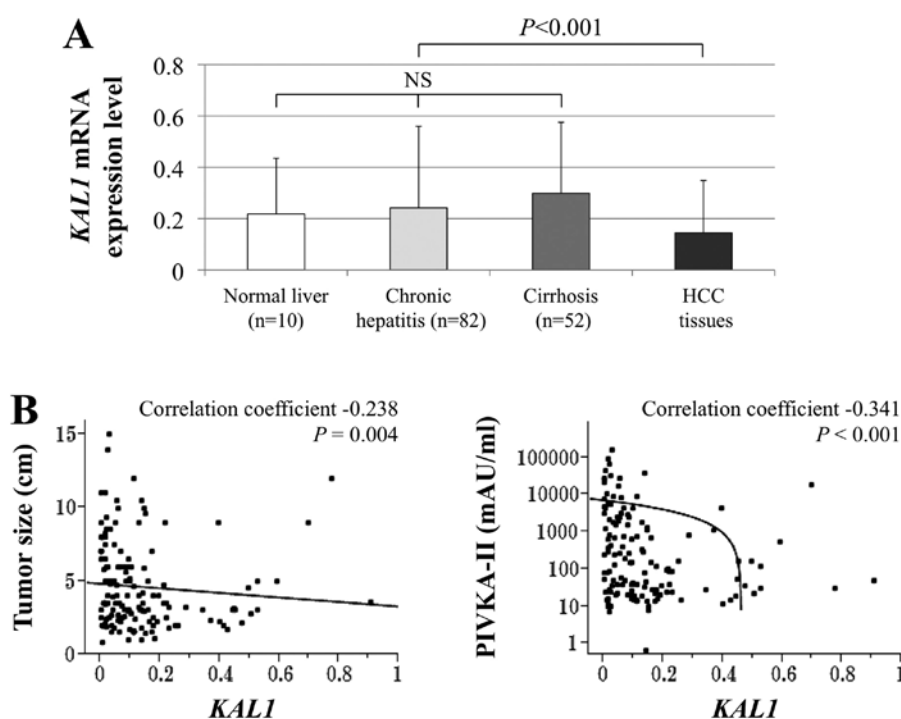 A
P<0.001
KAL1 mRNA
expression level
0.8
0.6
0.4
0.2
0
NS
Normal liver
(n=10)
Chronic
hepatitis (n=82)
Cirrhosis
(n=52)
HCC
tissues
B
Correlation coefficient -0.238
P = 0.004
Tumor size (cm)
15
10
5
0
0 0.2 0.4 0.6 0.8 1
KAL1
Correlation coefficient -0.341
P < 0.001
PIVKA-II (mAU/ml)
100000
10000
1000
100
10
1
0 0.2 0.4 0.6 0.8 1
KAL1